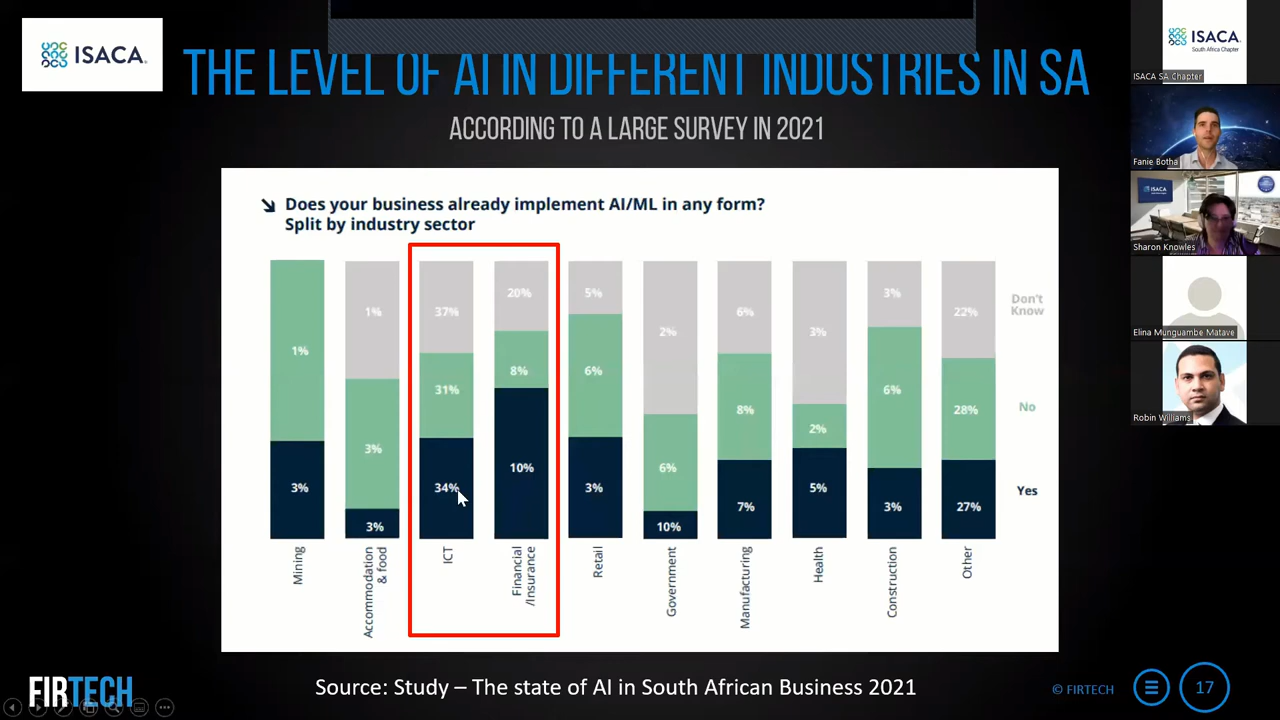 ISACA
THE LEVEL OF AI IN DIFFERENT INDUSTRIES IN SA
ACCORDING TO A LARGE SURVEY IN 2021
Does your business already implement AI/ML in any form?
Split by industry sector
1%
3%
1%
3%
3%
37%
31%
34%
20%
8%
10%
5%
6%
3%
2%
6%
10%
6%
8%
7%
3%
2%
5%
3%
6%
3%
22%
28%
27%
Don't
Know
No
Yes
Mining
Accommodation
& food
ICT
Financial
/Insurance
Retail
Government
Manufacturing
Health
Construction
Other
FIRTECH
Source: Study – The state of AI in South African Business 2021
© FIRTECH
17
ISACA
South Africa Chapter
ISACA SA Chapter
Fanie Botha
ISACA
Sharon Knowles
Elina Munguambe Matave
Robin Williams